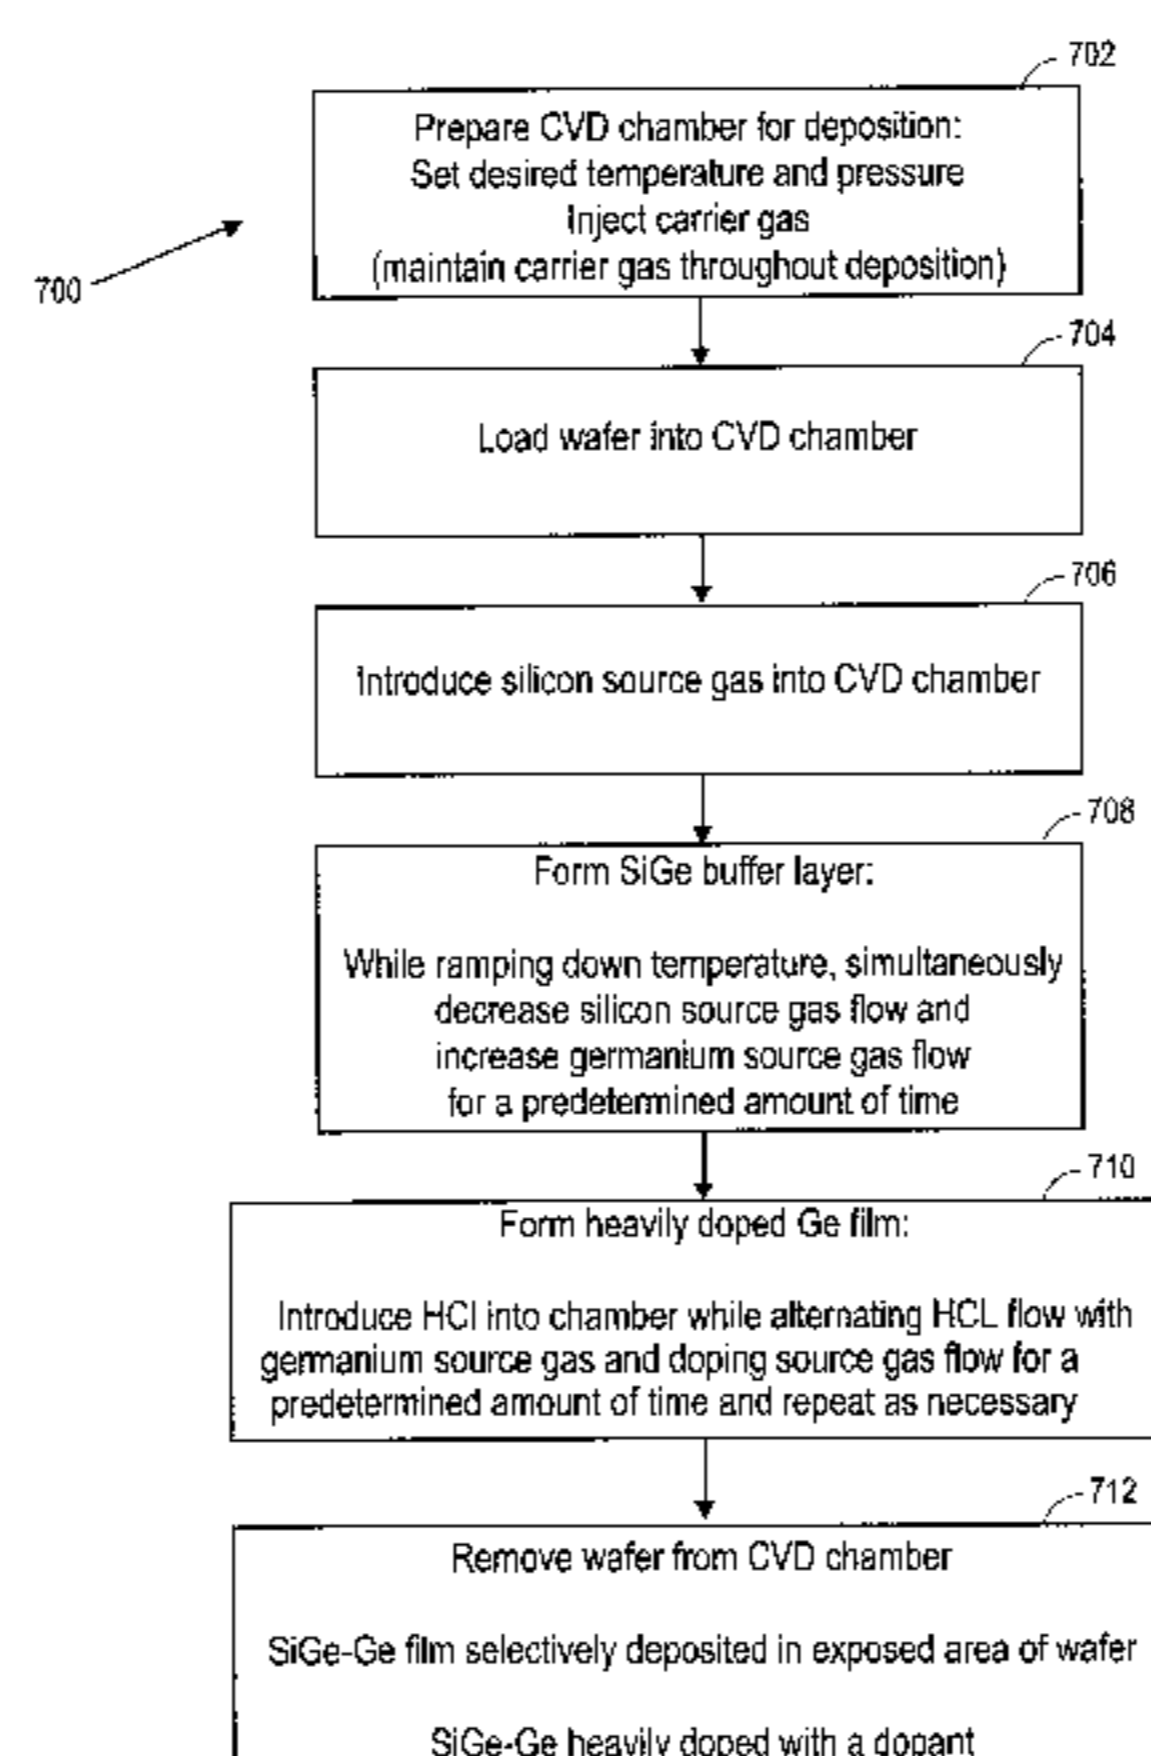 702
Prepare CVD chamber for deposition:
Set desired temperature and pressure
Inject carrier gas
(maintain carrier gas throughout deposition)
700
704
Load wafer into CVD chamber
706
Introduce silicon source gas into CVD chamber
708
Form SiGe buffer layer:
While ramping down temperature, simultaneously
decrease silicon source gas flow and
increase germanium source gas flow
for a predetermined amount of time
710
Form heavily doped Ge film:
Introduce HCl into chamber while alternating HCL flow with
germanium source gas and doping source gas flow for a
predetermined amount of time and repeat as necessary
712
Remove wafer from CVD chamber
SiGe-Ge film selectively deposited in exposed area of wafer
SiGe-Ge heavily doped with a dopant